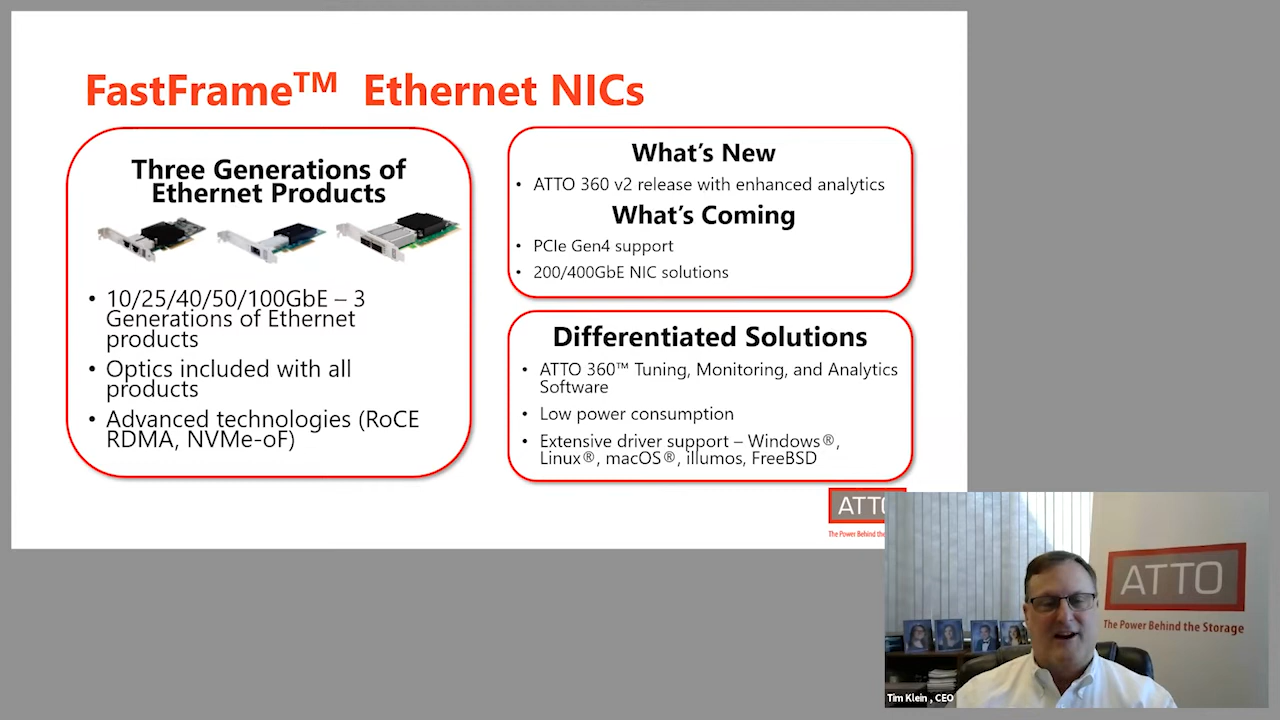 FastFrame™ Ethernet NICs
Three Generations of
Ethernet Products
• 10/25/40/50/100GbE – 3
Generations of Ethernet
products
• Optics included with all
products
• Advanced technologies (RoCE
RDMA, NVMe-oF)
What's New
• ATTO 360 v2 release with enhanced analytics
What's Coming
• PCIe Gen4 support
• 200/400GbE NIC solutions
Differentiated Solutions
• ATTO 360™ Tuning, Monitoring, and Analytics
Software
• Low power consumption
• Extensive driver support – Windows®,
Linux®, macOS®, illumos, FreeBSD
ATTO
The Power Behind the
ATTO
The Power Behind the Storage
Tim Klein , CEO